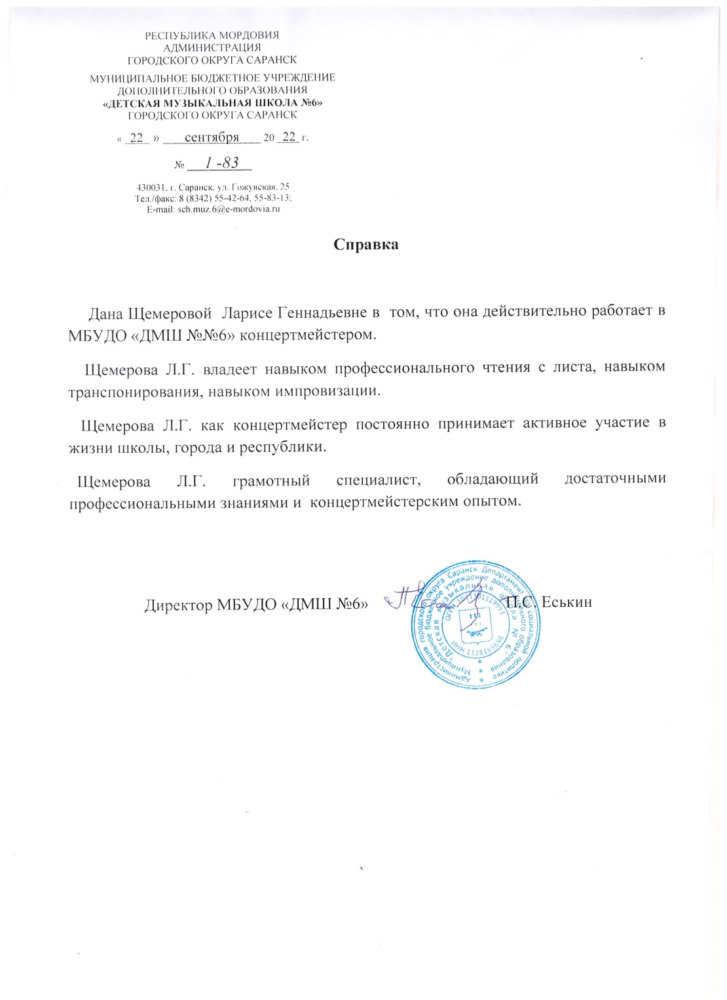 РЕСПУБЛИКА МОРДОВИЯ
АДМИНИСТРАЦИЯ
ГОРОДСКОГО ОКРУГА САРАНСК
МУНИЦИПАЛЬНОЕ БЮДЖЕТНОЕ УЧРЕЖДЕНИЕ
ДОПОЛНИТЕЛЬНОГО ОБРАЗОВАНИЯ
«ДЕТСКАЯ МУЗЫКАЛЬНАЯ ШКОЛА №6»
ГОРОДСКОГО ОКРУГА САРАНСК
« 22 » сентября 20 22 г.
№ 1 -83
430031, г. Саранск, ул. Гожувская, 25
Тел./факс: 8 (8342) 55-42-64, 55-83-13;
E-mail: sch.muz.6@e-mordovia.ru
Справка
Дана Щемеровой Ларисе Геннадьевне в том, что она действительно работает в
МБУДО «ДМШ №№6» концертмейстером.
Щемерова Л.Г. владеет навыком профессионального чтения с листа, навыком
транспонирования, навыком импровизации.
Щемерова Л.Г. как концертмейстер постоянно принимает активное участие в
жизни школы, города и республики.
Щемерова Л.Г. грамотный специалист, обладающий достаточными
профессиональными знаниями и концертмейстерским опытом.
Директор МБУДО «ДМШ №6» П.С. Еськин
Администрация городского округа Саранск Департамент по социальной политике
Муниципальное бюджетное учреждение дополнительного образования
"Детская музыкальная школа № 6"
ИНН 1328169698